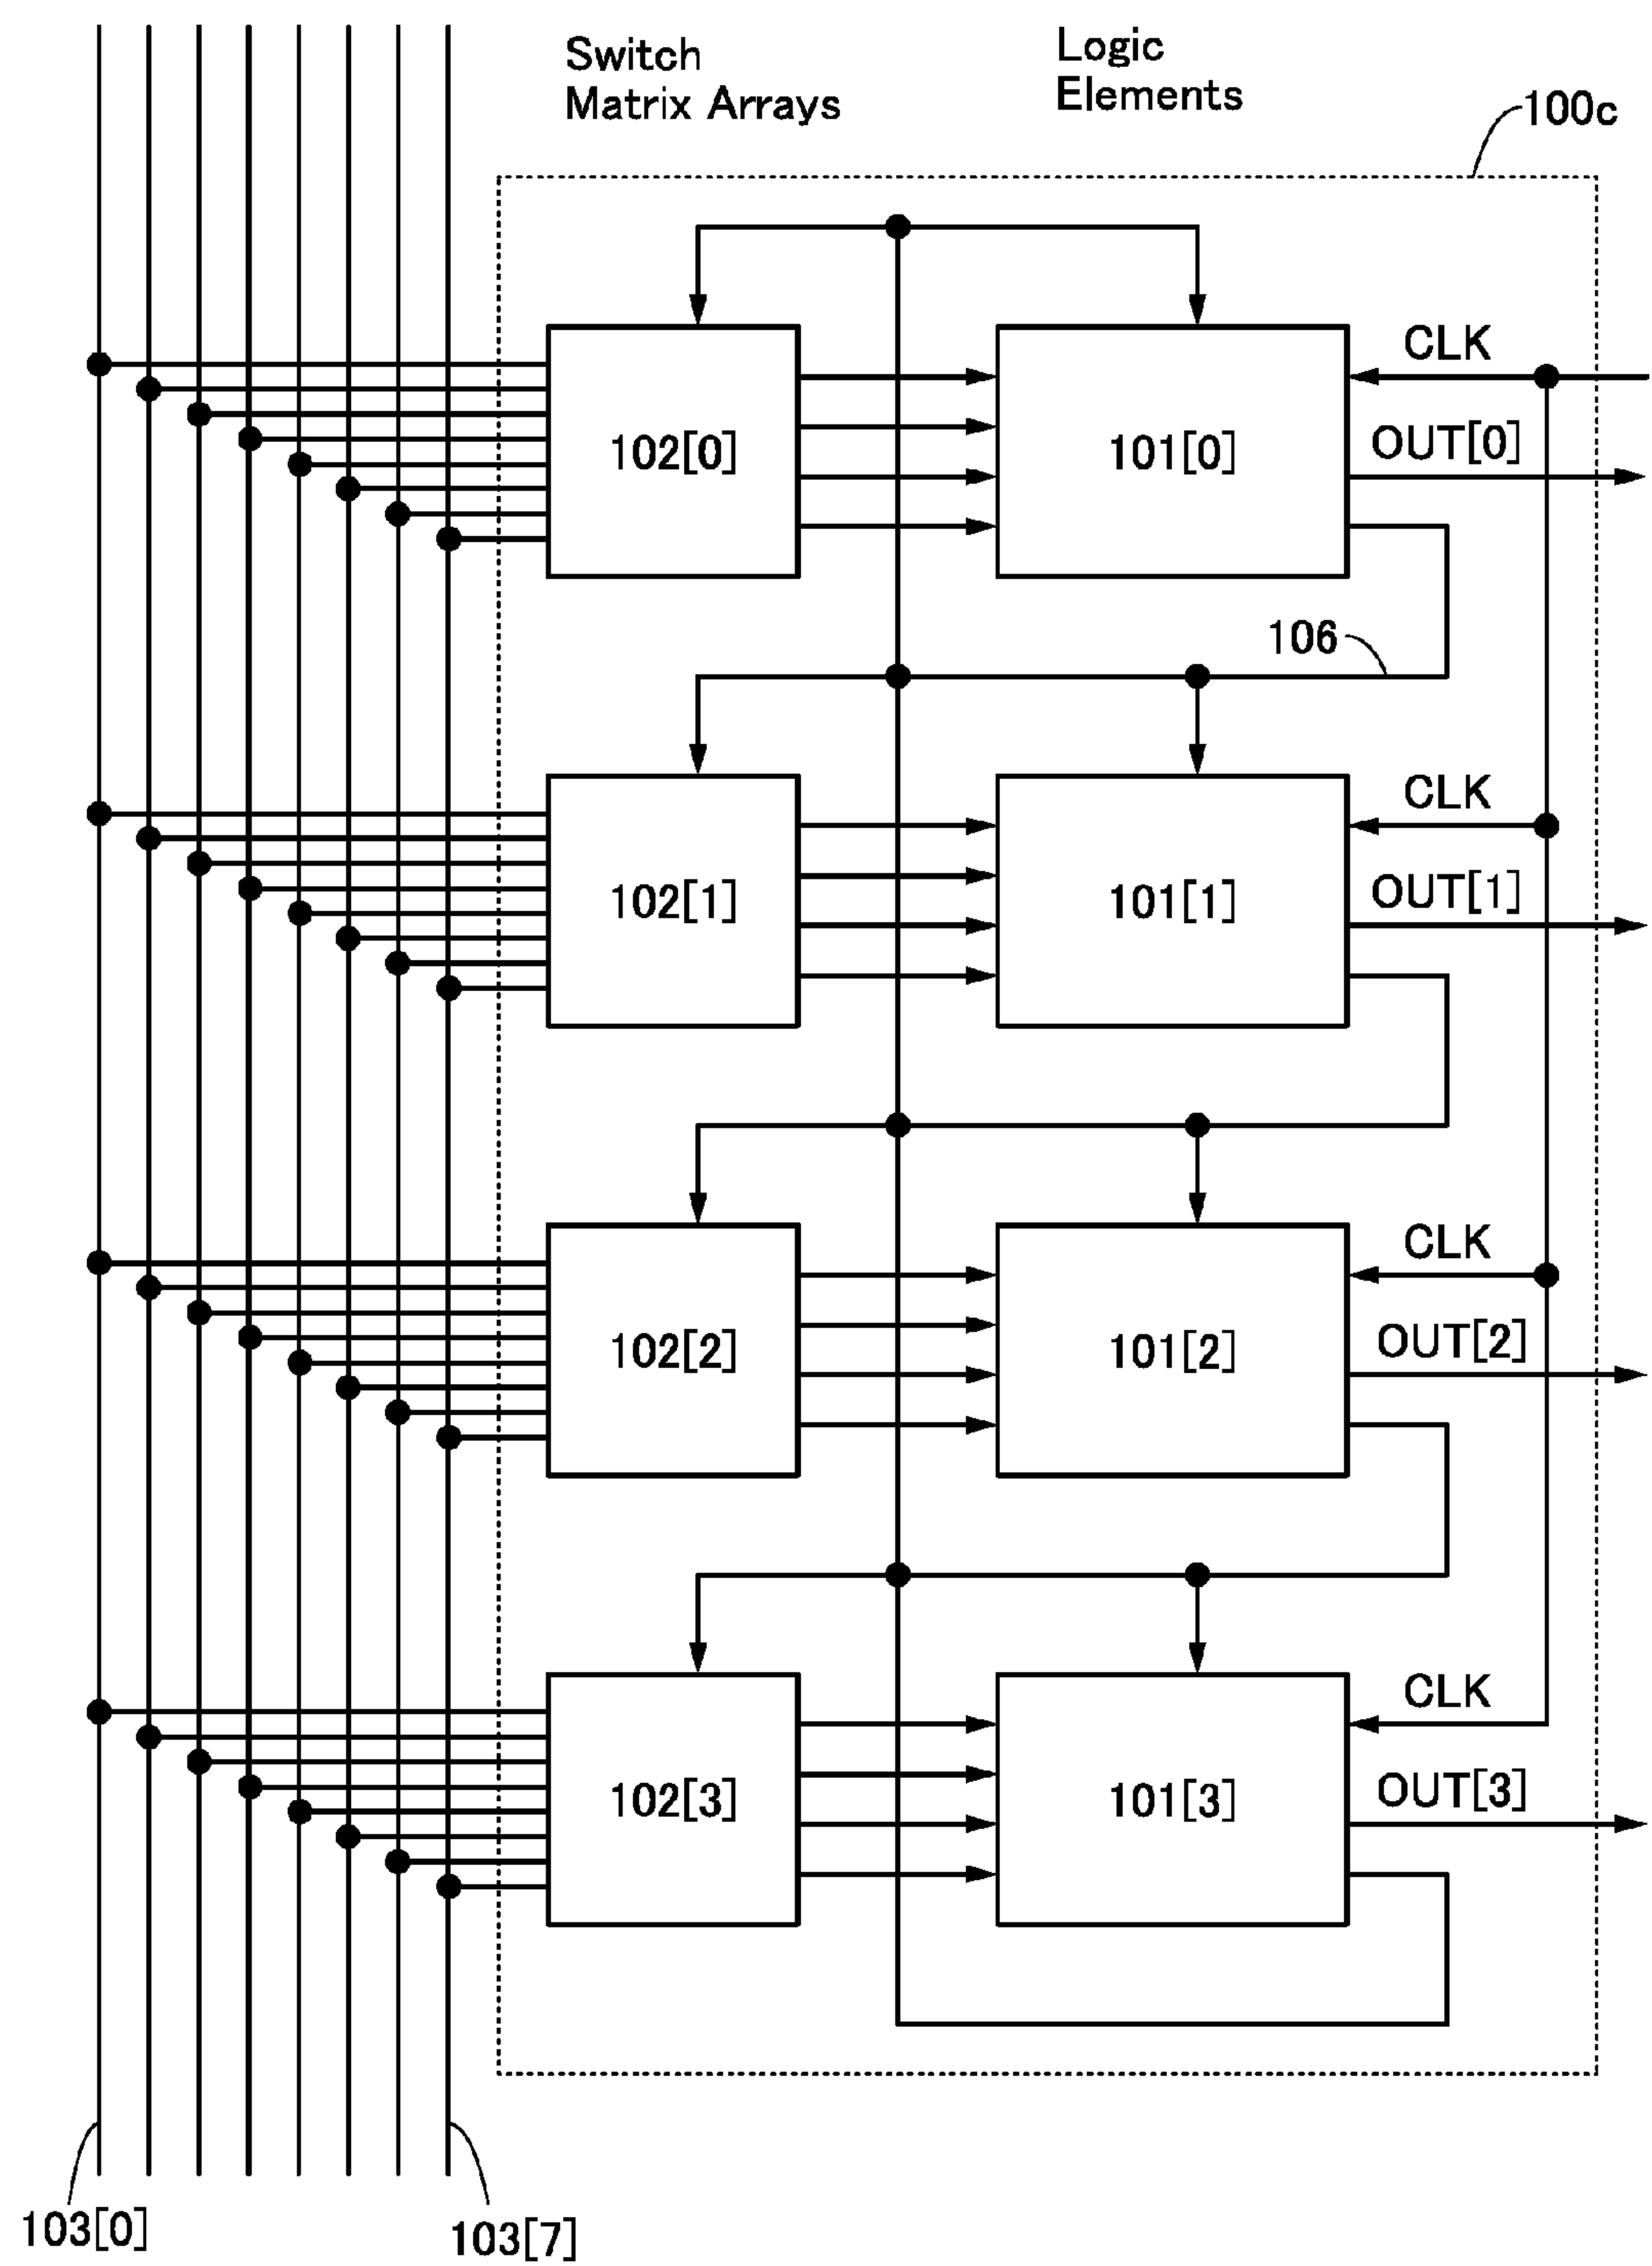 Switch
Matrix Arrays
Logic
Elements
100c
CLK
102[0]
101[0]
OUT[0]
106
CLK
102[1]
101[1]
OUT[1]
CLK
102[2]
101[2]
OUT[2]
CLK
102[3]
101[3]
OUT[3]
103[0]
103[7]